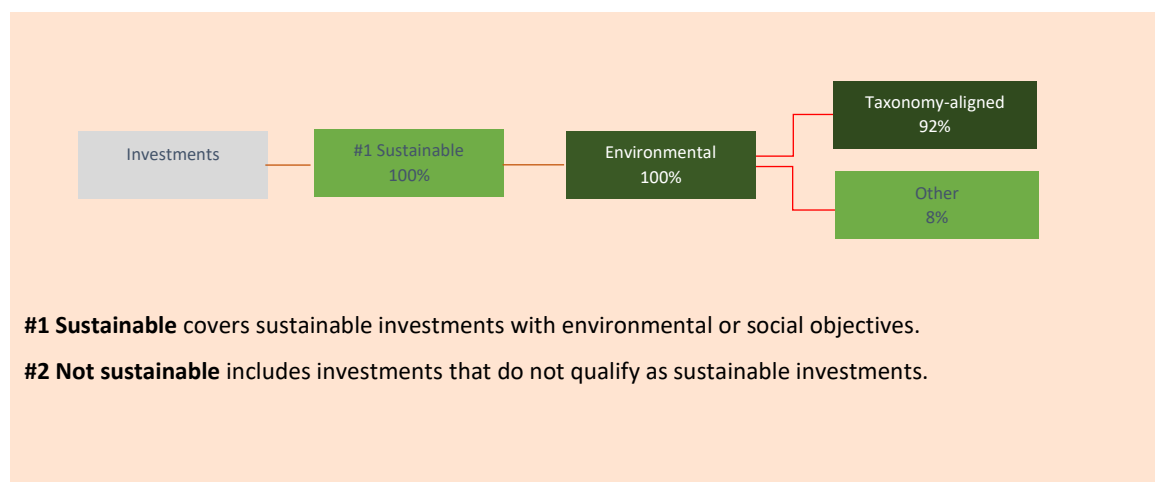 Investments
#1 Sustainable
100%
Environmental
100%
Taxonomy-aligned
92%
Other
8%
#1 Sustainable covers sustainable investments with environmental or social objectives.
#2 Not sustainable includes investments that do not qualify as sustainable investments.